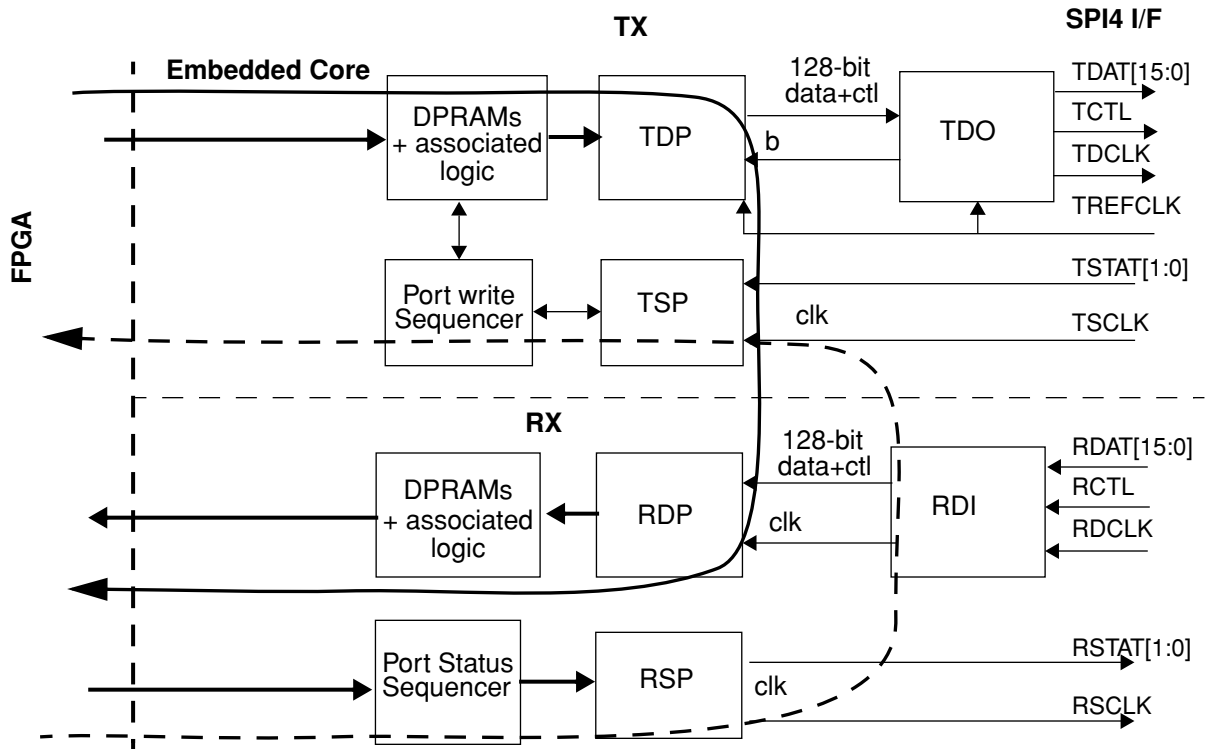 TX
SPI4 I/F
Embedded Core
128-bit
data+ctl
TDAT[15:0]
DPRAMs
+ associated
logic
TDP
TDO
TCTL
b
TDCLK
TREFCLK
FPGA
Port write
Sequencer
TSP
TSTAT[1:0]
clk
TSCLK
RX
128-bit
data+ctl
RDAT[15:0]
DPRAMs
+ associated
logic
RDP
RDI
RCTL
clk
RDCLK
Port Status
Sequencer
RSP
RSTAT[1:0]
clk
RSCLK